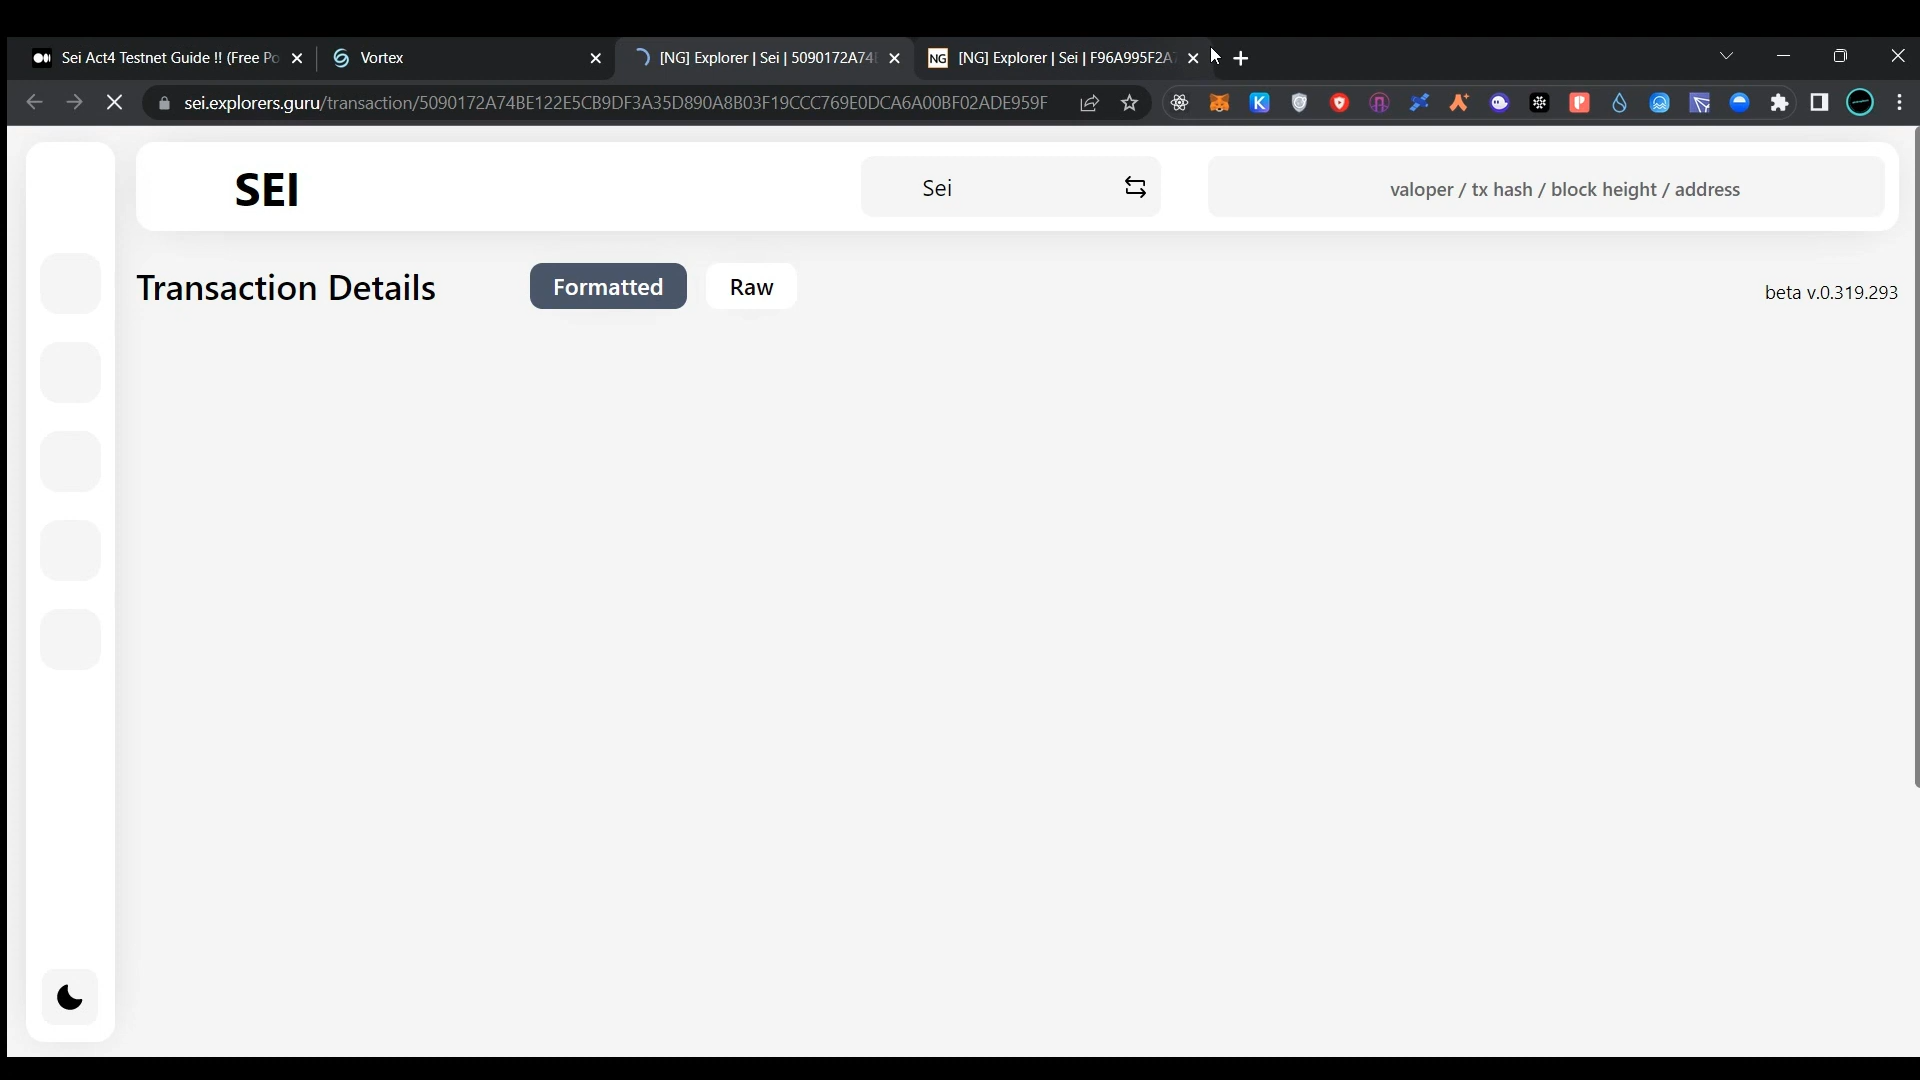 Sei Act4 Testnet Guide !! (Free Po
Vortex
[NG] Explorer | Sei | 5090172A74
NG
[NG] Explorer | Sei | F96A995F2A
sei.explorers.guru/transaction/5090172A74BE122E5CB9DF3A35D890A8B03F19CCC769E0DCA6A00BF02ADE959F
SEI
Sei
valoper / tx hash / block height / address
Transaction Details
Formatted
Raw
beta v.0.319.293